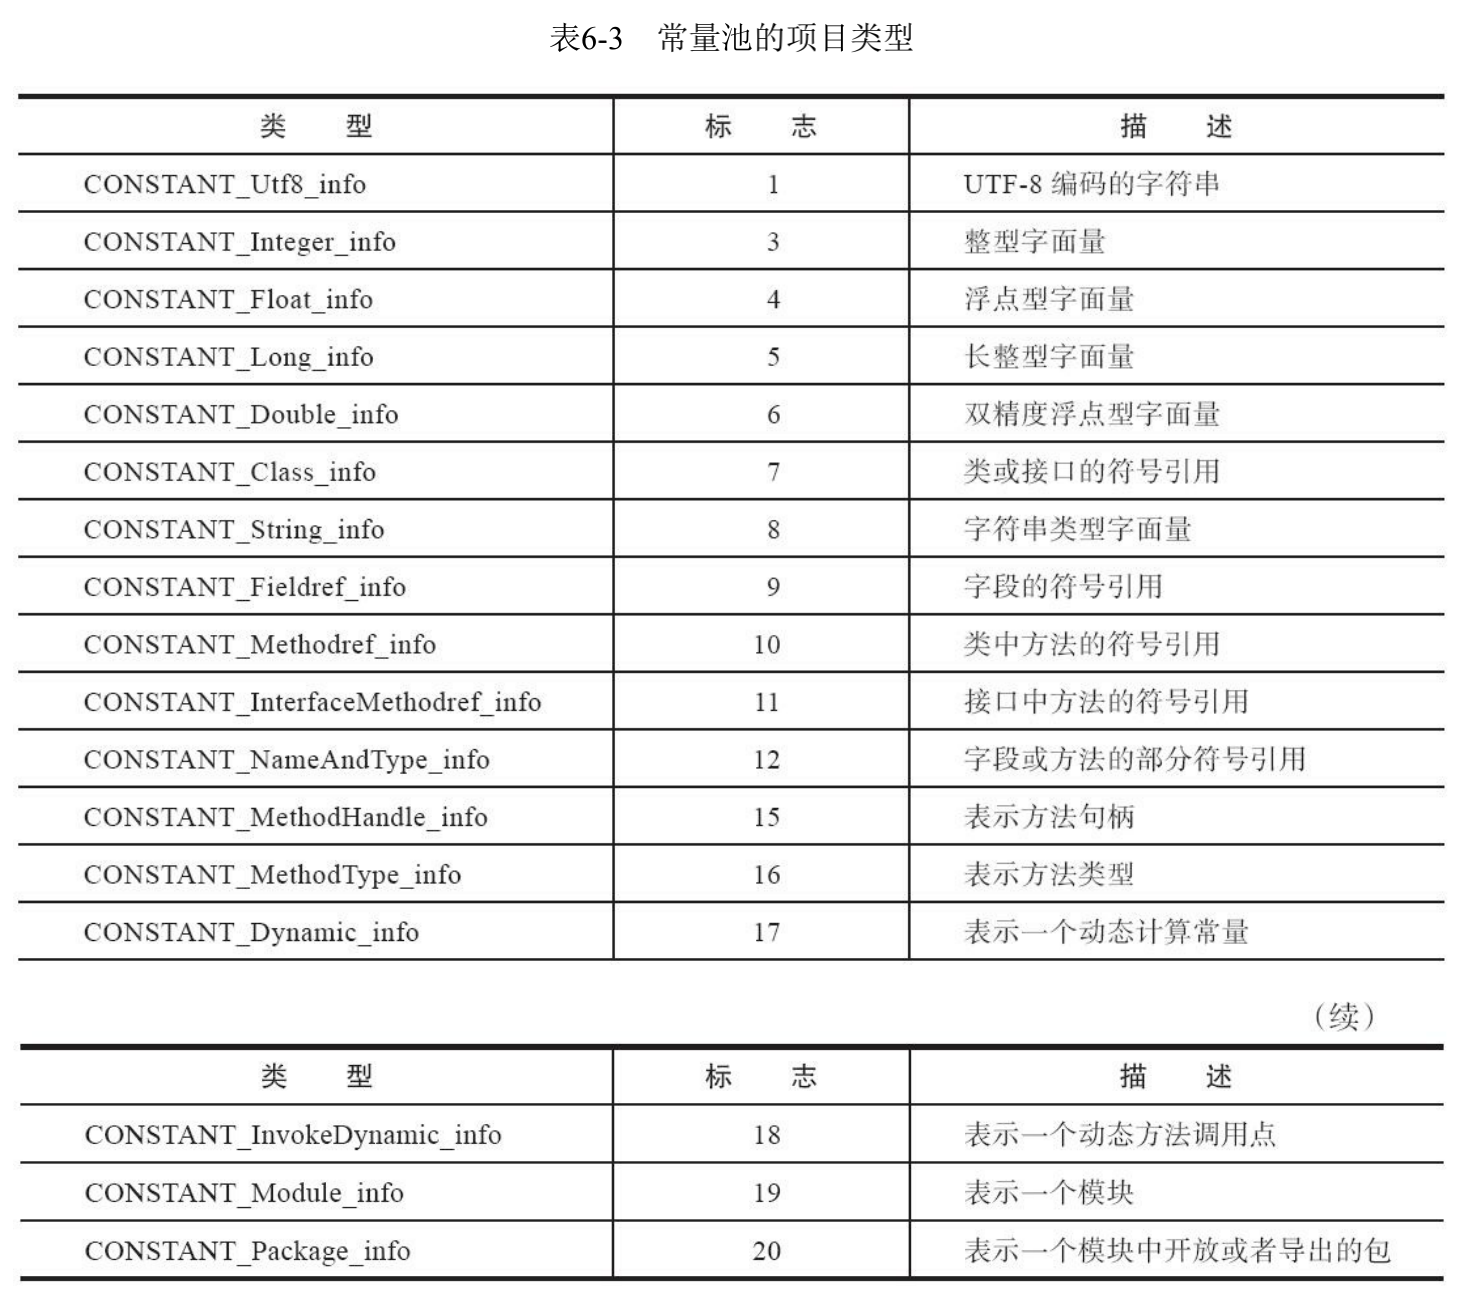 表6-3 常量池的项目类型
类 型 标 志 描 述
CONSTANT_Utf8_info 1 UTF-8 编码的字符串
CONSTANT_Integer_info 3 整型字面量
CONSTANT_Float_info 4 浮点型字面量
CONSTANT_Long_info 5 长整型字面量
CONSTANT_Double_info 6 双精度浮点型字面量
CONSTANT_Class_info 7 类或接口的符号引用
CONSTANT_String_info 8 字符串类型字面量
CONSTANT_Fieldref_info 9 字段的符号引用
CONSTANT_Methodref_info 10 类中方法的符号引用
CONSTANT_InterfaceMethodref_info 11 接口中方法的符号引用
CONSTANT_NameAndType_info 12 字段或方法的部分符号引用
CONSTANT_MethodHandle_info 15 表示方法句柄
CONSTANT_MethodType_info 16 表示方法类型
CONSTANT_Dynamic_info 17 表示一个动态计算常量
（续）
类 型 标 志 描 述
CONSTANT_InvokeDynamic_info 18 表示一个动态方法调用点
CONSTANT_Module_info 19 表示一个模块
CONSTANT_Package_info 20 表示一个模块中开放或者导出的包